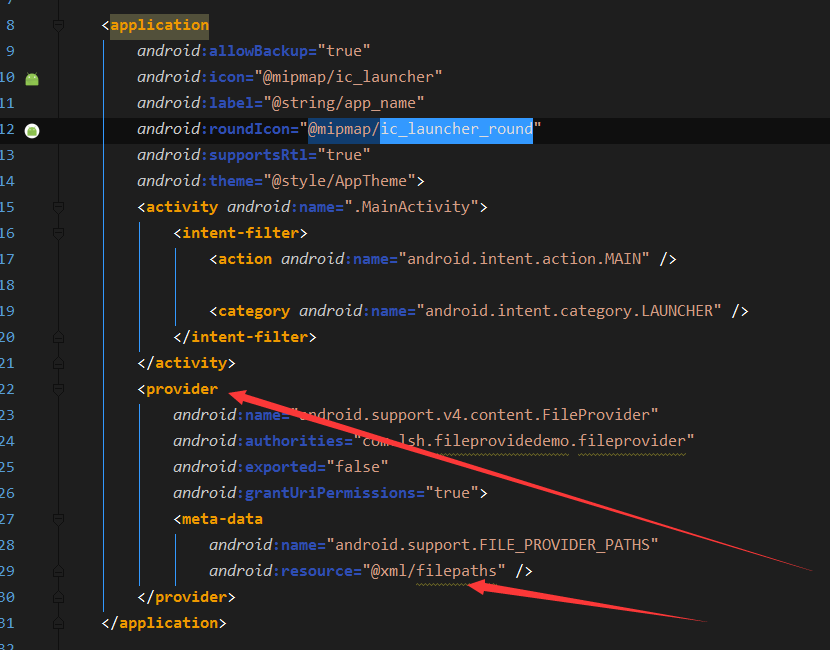 7
8 <application
9 android:allowBackup="true"
10 android:icon="@mipmap/ic_launcher"
11 android:label="@string/app_name"
12 android:roundIcon="@mipmap/ic_launcher_round"
13 android:supportsRtl="true"
14 android:theme="@style/AppTheme">
15 <activity android:name=".MainActivity">
16 <intent-filter>
17 <action android:name="android.intent.action.MAIN" />
18
19 <category android:name="android.intent.category.LAUNCHER" />
20 </intent-filter>
21 </activity>
22 <provider
23 android:name="android.support.v4.content.FileProvider"
24 android:authorities="com.lsh.fileprovidedemo.fileprovider"
25 android:exported="false"
26 android:grantUriPermissions="true">
27 <meta-data
28 android:name="android.support.FILE_PROVIDER_PATHS"
29 android:resource="@xml/filepaths" />
30 </provider>
31 </application>
32